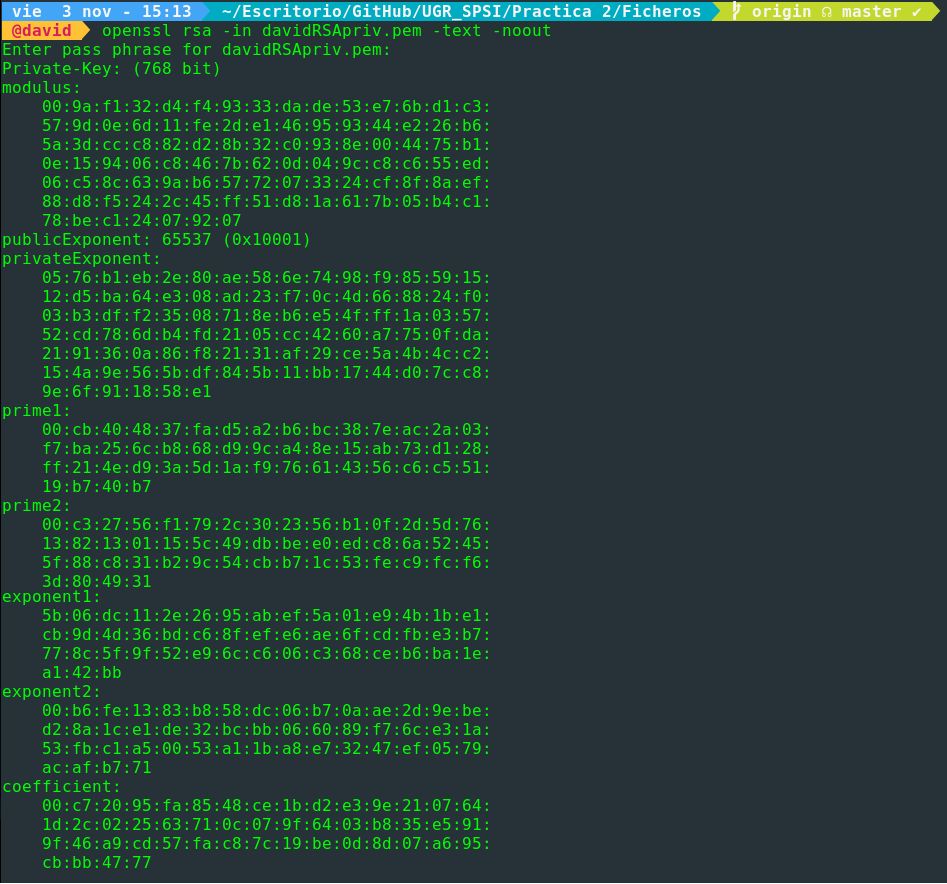 vie  3 nov - 15:13 ~/Escritorio/GitHub/UGR_SPSI/Practica 2/Ficheros origin ☊ master ✔
@david openssl rsa -in davidRSApriv.pem -text -noout
Enter pass phrase for davidRSApriv.pem:
Private-Key: (768 bit)
modulus:
    00:9a:f1:32:d4:f4:93:33:da:de:53:e7:6b:d1:c3:
    57:9d:0e:6d:11:fe:2d:e1:46:95:93:44:e2:26:b6:
    5a:3d:cc:c8:82:d2:8b:32:c0:93:8e:00:44:75:b1:
    0e:15:94:06:c8:46:7b:62:0d:04:9c:c8:c6:55:ed:
    06:c5:8c:63:9a:b6:57:72:07:33:24:cf:8f:8a:ef:
    88:d8:f5:24:2c:45:ff:51:d8:1a:61:7b:05:b4:c1:
    78:be:c1:24:07:92:07
publicExponent: 65537 (0x10001)
privateExponent:
    05:76:b1:eb:2e:80:ae:58:6e:74:98:f9:85:59:15:
    12:d5:ba:64:e3:08:ad:23:f7:0c:4d:66:88:24:f0:
    03:b3:df:f2:35:08:71:8e:b6:e5:4f:ff:1a:03:57:
    52:cd:78:6d:b4:fd:21:05:cc:42:60:a7:75:0f:da:
    21:91:36:0a:86:f8:21:31:af:29:ce:5a:4b:4c:c2:
    15:4a:9e:56:5b:df:84:5b:11:bb:17:44:d0:7c:c8:
    9e:6f:91:18:58:e1
prime1:
    00:cb:40:48:37:fa:d5:a2:b6:bc:38:7e:ac:2a:03:
    f7:ba:25:6c:b8:68:d9:9c:a4:8e:15:ab:73:d1:28:
    ff:21:4e:d9:3a:5d:1a:f9:76:61:43:56:c6:c5:51:
    19:b7:40:b7
prime2:
    00:c3:27:56:f1:79:2c:30:23:56:b1:0f:2d:5d:76:
    13:82:13:01:15:5c:49:db:be:e0:ed:c8:6a:52:45:
    5f:88:c8:31:b2:9c:54:cb:b7:1c:53:fe:c9:fc:f6:
    3d:80:49:31
exponent1:
    5b:06:dc:11:2e:26:95:ab:ef:5a:01:e9:4b:1b:e1:
    cb:9d:4d:36:bd:c6:8f:ef:e6:ae:6f:cd:fb:e3:b7:
    77:8c:5f:9f:52:e9:6c:c6:06:c3:68:ce:b6:ba:1e:
    a1:42:bb
exponent2:
    00:b6:fe:13:83:b8:58:dc:06:b7:0a:ae:2d:9e:be:
    d2:8a:1c:e1:de:32:bc:bb:06:60:89:f7:6c:e3:1a:
    53:fb:c1:a5:00:53:a1:1b:a8:e7:32:47:ef:05:79:
    ac:af:b7:71
coefficient:
    00:c7:20:95:fa:85:48:ce:1b:d2:e3:9e:21:07:64:
    1d:2c:02:25:63:71:0c:07:9f:64:03:b8:35:e5:91:
    9f:46:a9:cd:57:fa:c8:7c:19:be:0d:8d:07:a6:95:
    cb:bb:47:77